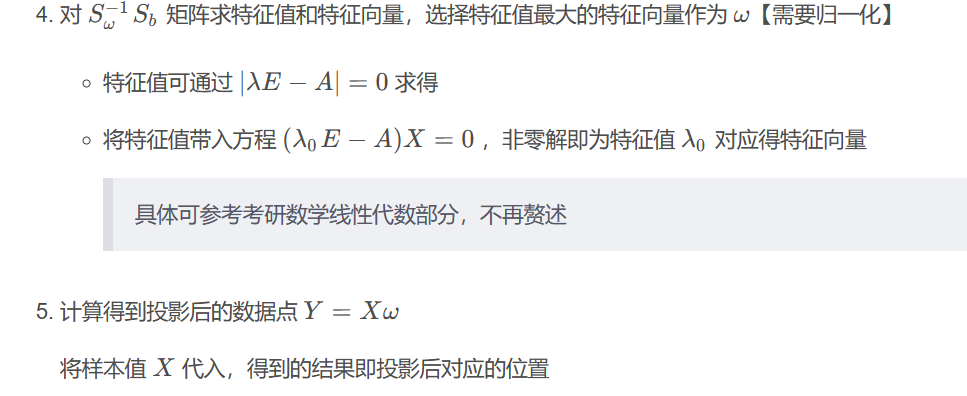 4. 对 $S_{\omega}^{-1} S_b$ 矩阵求特征值和特征向量，选择特征值最大的特征向量作为 $\omega$【需要归一化】
特征值可通过 $|\lambda E - A| = 0$ 求得
将特征值带入方程 $(\lambda_0 E - A)X = 0$ ，非零解即为特征值 $\lambda_0$ 对应得特征向量
具体可参考考研数学线性代数部分，不再赘述
5. 计算得到投影后的数据点 $Y = X\omega$
将样本值 $X$ 代入，得到的结果即投影后对应的位置